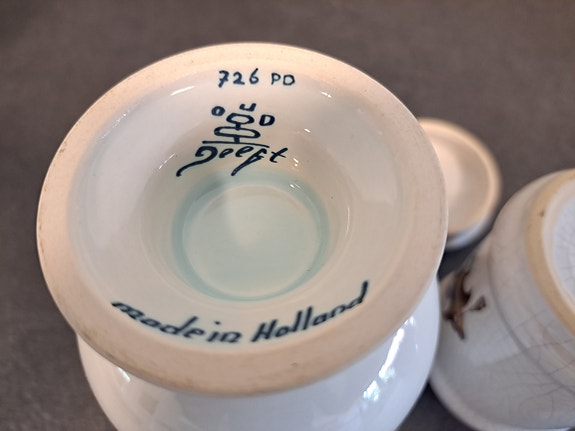 726 PD
O U D
Delft
made in Holland